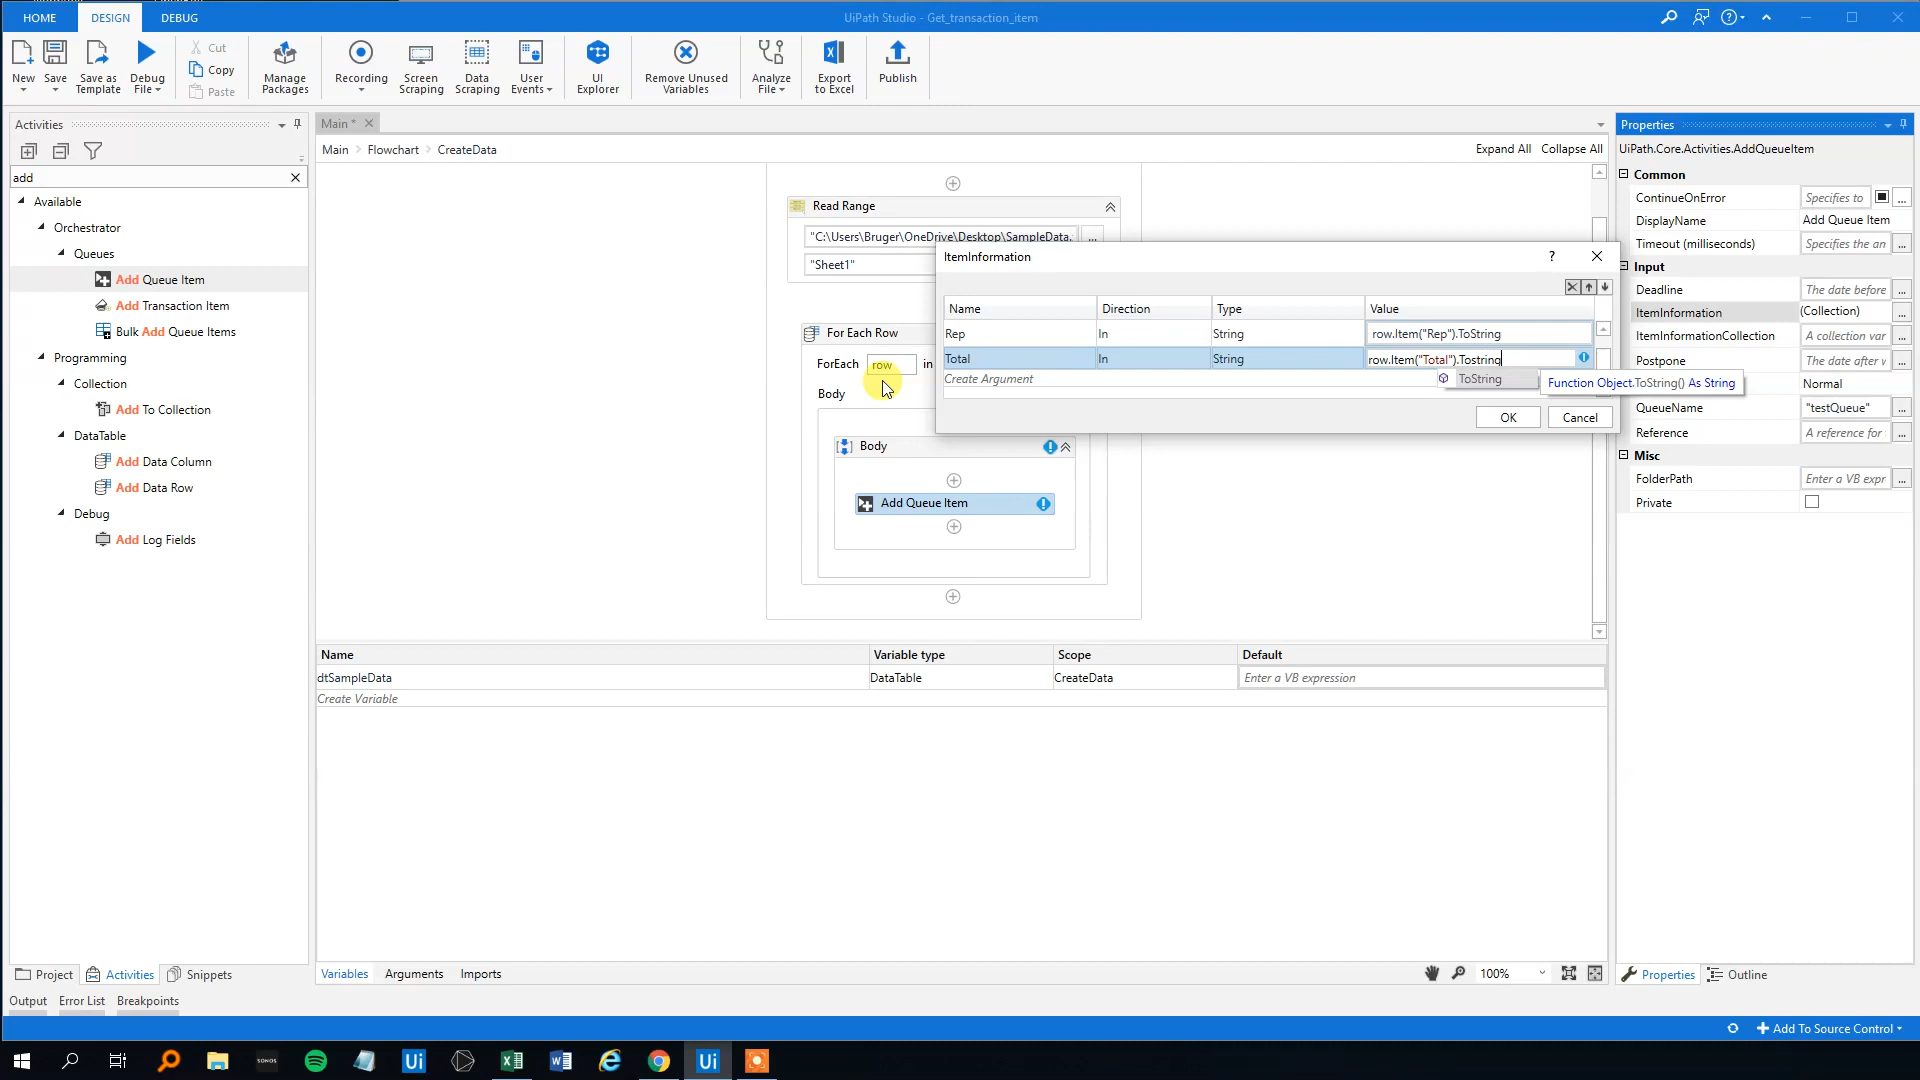 HOME DESIGN DEBUG
UiPath Studio - Get_transaction_item
New
Save
Save as Template
Debug File
Cut
Copy
Paste
Manage Packages
Recording
Screen Scraping
Data Scraping
User Events
UI Explorer
Remove Unused Variables
Analyze File
Export to Excel
Publish
Activities
add
Available
Orchestrator
Queues
Add Queue Item
Add Transaction Item
Bulk Add Queue Items
Programming
Collection
Add To Collection
DataTable
Add Data Column
Add Data Row
Debug
Add Log Fields
Project Activities Snippets
Output Error List Breakpoints
Main *
Main > Flowchart > CreateData
Expand All Collapse All
Read Range
"C:\Users\Bruger\OneDrive\Desktop\SampleData.
...
"Sheet1"
For Each Row
ForEach row in
Body
Body
Add Queue Item
ItemInformation
?
Name Direction Type Value
Rep In String row.Item("Rep").ToString
Total In String row.Item("Total").Tostring
Create Argument
ToString
Function Object.ToString() As String
OK Cancel
Name Variable type Scope Default
dtSampleData DataTable CreateData Enter a VB expression
Create Variable
Variables Arguments Imports
100%
Properties
UiPath.Core.Activities.AddQueueItem
Common
ContinueOnError Specifies to ...
DisplayName Add Queue Item
Timeout (milliseconds) Specifies the an ...
Input
Deadline The date before ...
ItemInformation (Collection) ...
ItemInformationCollection A collection var ...
Postpone The date after v ...
Normal
QueueName "testQueue" ...
Reference A reference for ...
Misc
FolderPath Enter a VB expr ...
Private
Properties Outline
Add To Source Control
SONOS
Ui
Ui